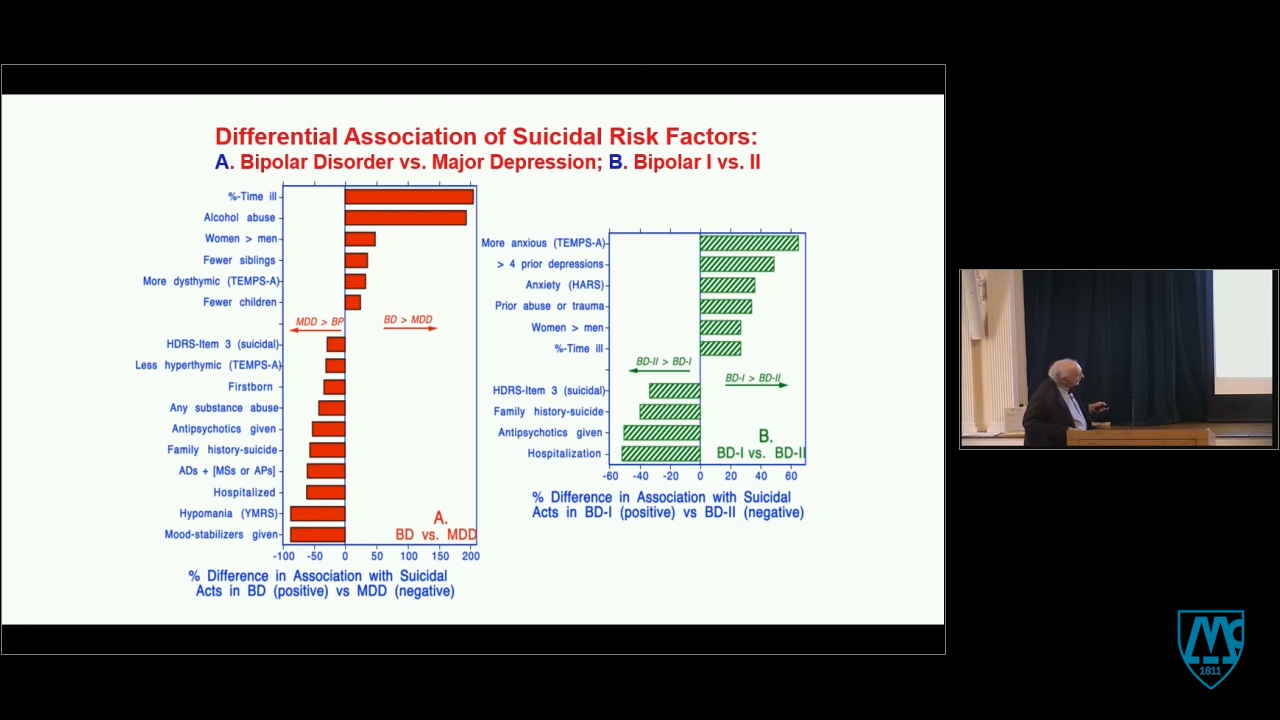 Differential Association of Suicidal Risk Factors:
A. Bipolar Disorder vs. Major Depression; B. Bipolar I vs. II
%-Time ill
Alcohol abuse
Women > men
Fewer siblings
More dysthymic (TEMPS-A)
Fewer children
MDD > BP
BD > MDD
HDRS-Item 3 (suicidal)
Less hyperthymic (TEMPS-A)
Firstborn
Any substance abuse
Antipsychotics given
Family history-suicide
ADs + [MSs or APs]
Hospitalized
Hypomania (YMRS)
Mood-stabilizers given
A.
BD vs. MDD
-100 -50 0 50 100 150 200
% Difference in Association with Suicidal
Acts in BD (positive) vs MDD (negative)
More anxious (TEMPS-A)
> 4 prior depressions
Anxiety (HARS)
Prior abuse or trauma
Women > men
%-Time ill
BD-II > BD-I
BD-I > BD-II
HDRS-Item 3 (suicidal)
Family history-suicide
Antipsychotics given
Hospitalization
B.
BD-I vs. BD-II
-60 -40 -20 0 20 40 60
% Difference in Association with Suicidal
Acts in BD-I (positive) vs BD-II (negative)
Mc
1811